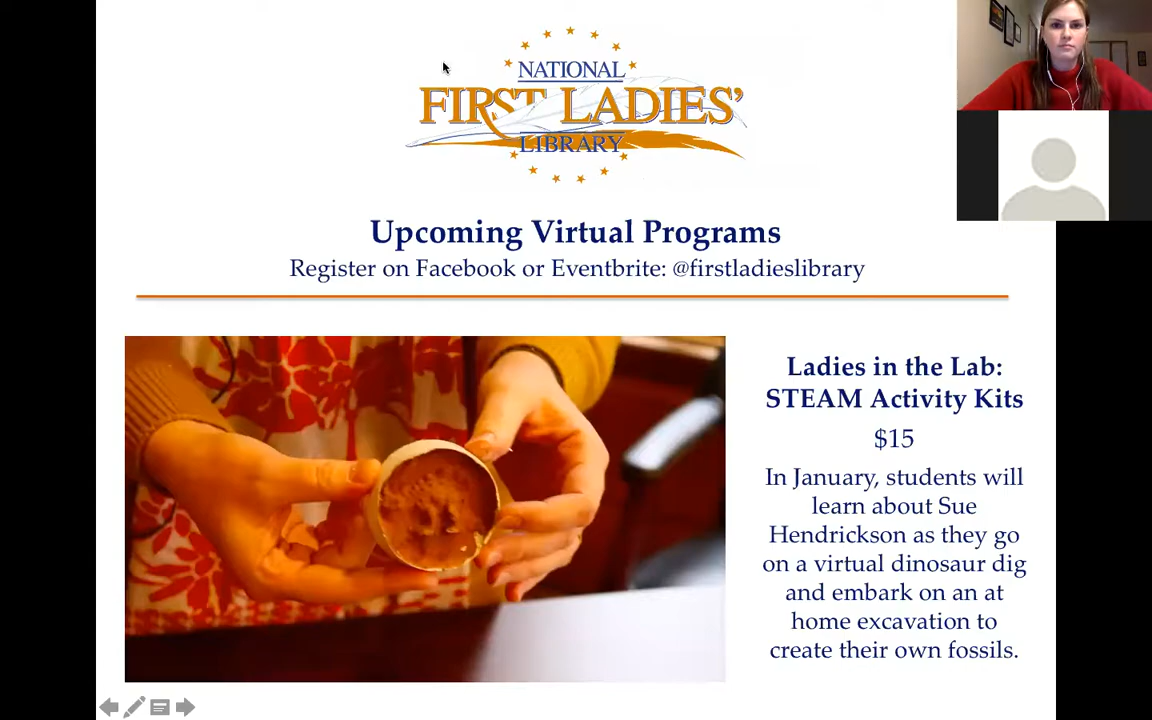 NATIONAL
FIRST LADIES'
LIBRARY
Upcoming Virtual Programs
Register on Facebook or Eventbrite: @firstladieslibrary
Ladies in the Lab:
STEAM Activity Kits
$15
In January, students will
learn about Sue
Hendrickson as they go
on a virtual dinosaur dig
and embark on an at
home excavation to
create their own fossils.